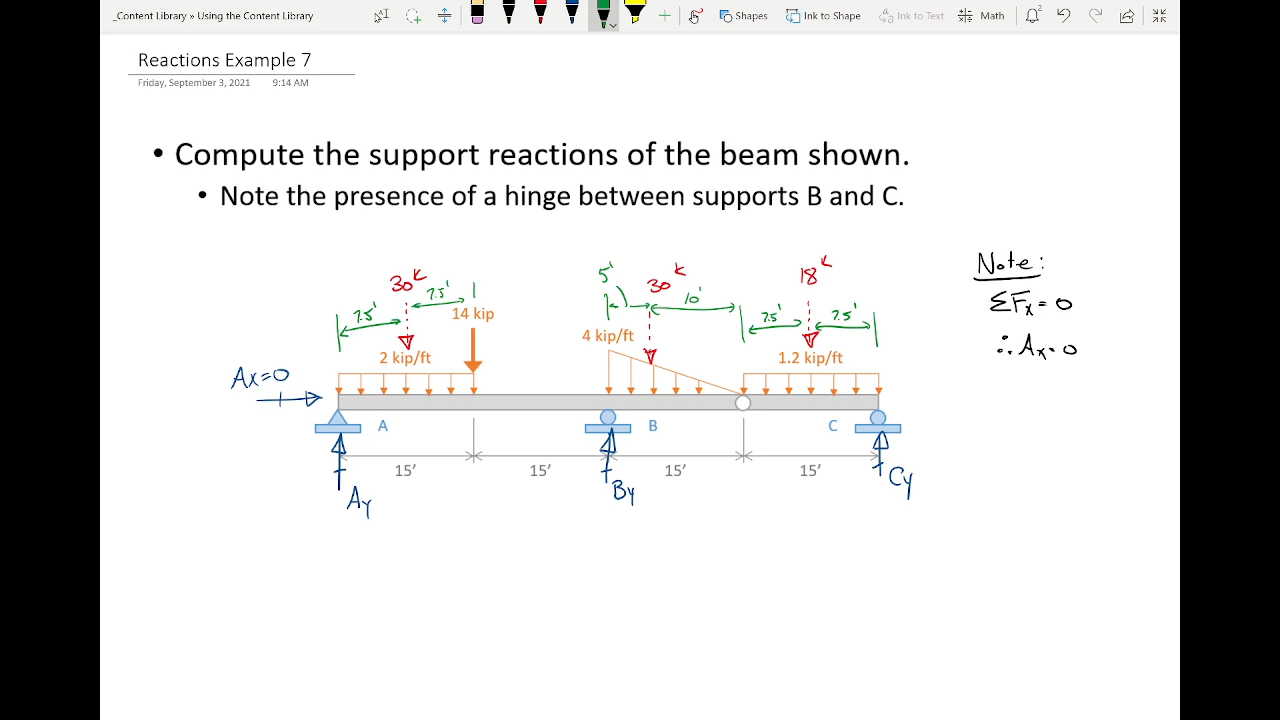 _Content Library » Using the Content Library
Shapes
Ink to Shape
Ink to Text
Math
Reactions Example 7
Friday, September 3, 2021 9:14 AM
• Compute the support reactions of the beam shown.
• Note the presence of a hinge between supports B and C.
Note:
ΣFx = 0
∴ Ax = 0
30k
5'
30k
18k
7.5'
7.5'
10'
7.5'
7.5'
14 kip
4 kip/ft
2 kip/ft
1.2 kip/ft
Ax=0
A
B
C
15’
15’
15’
15’
Ay
By
Cy